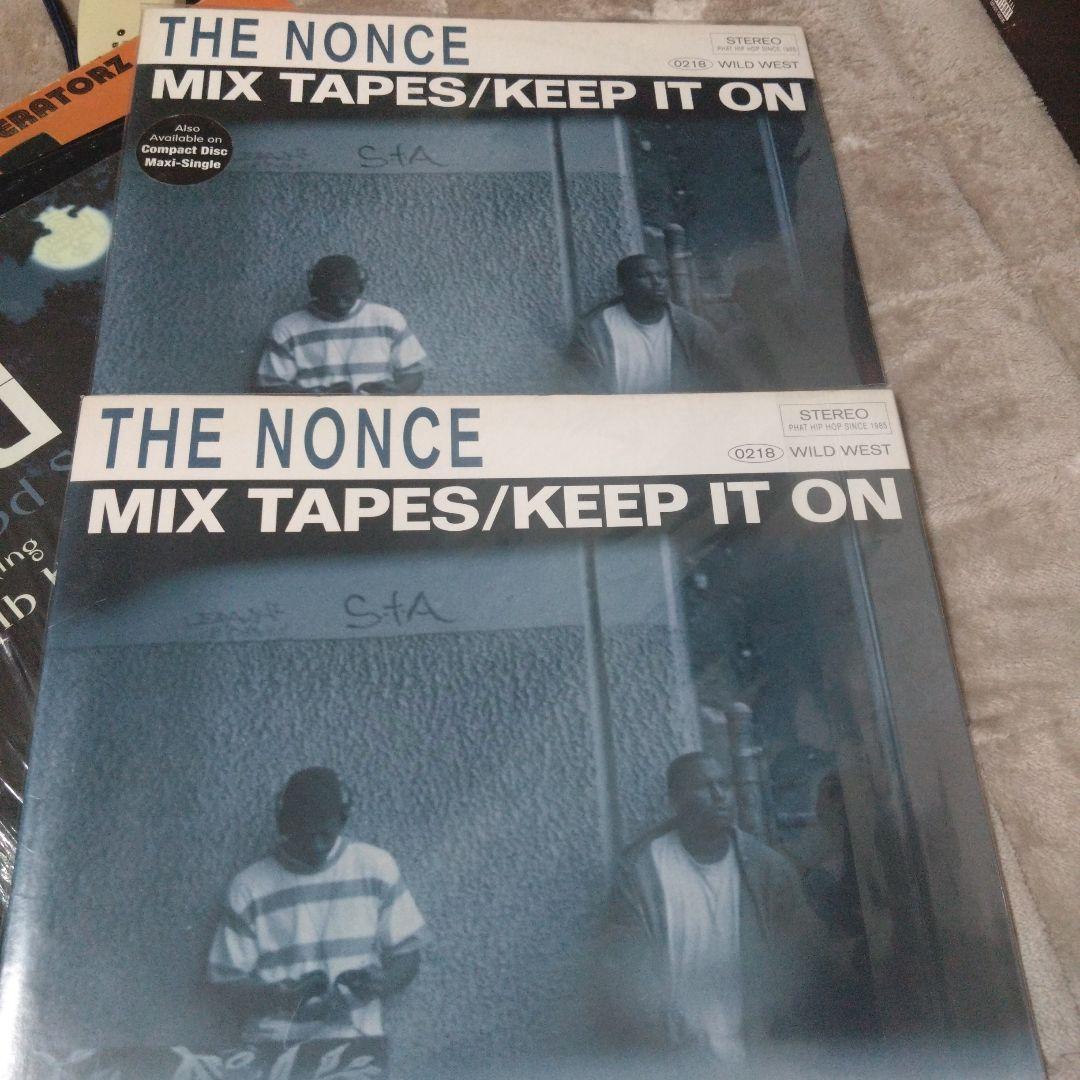 ERATORZ
THE NONCE
STEREO
PHAT HIP HOP SINCE 1985
0218 WILD WEST
MIX TAPES/KEEP IT ON
Also
Available on
Compact Disc
Maxi-Single
StA
THE NONCE
STEREO
PHAT HIP HOP SINCE 1985
0218 WILD WEST
MIX TAPES/KEEP IT ON
StA